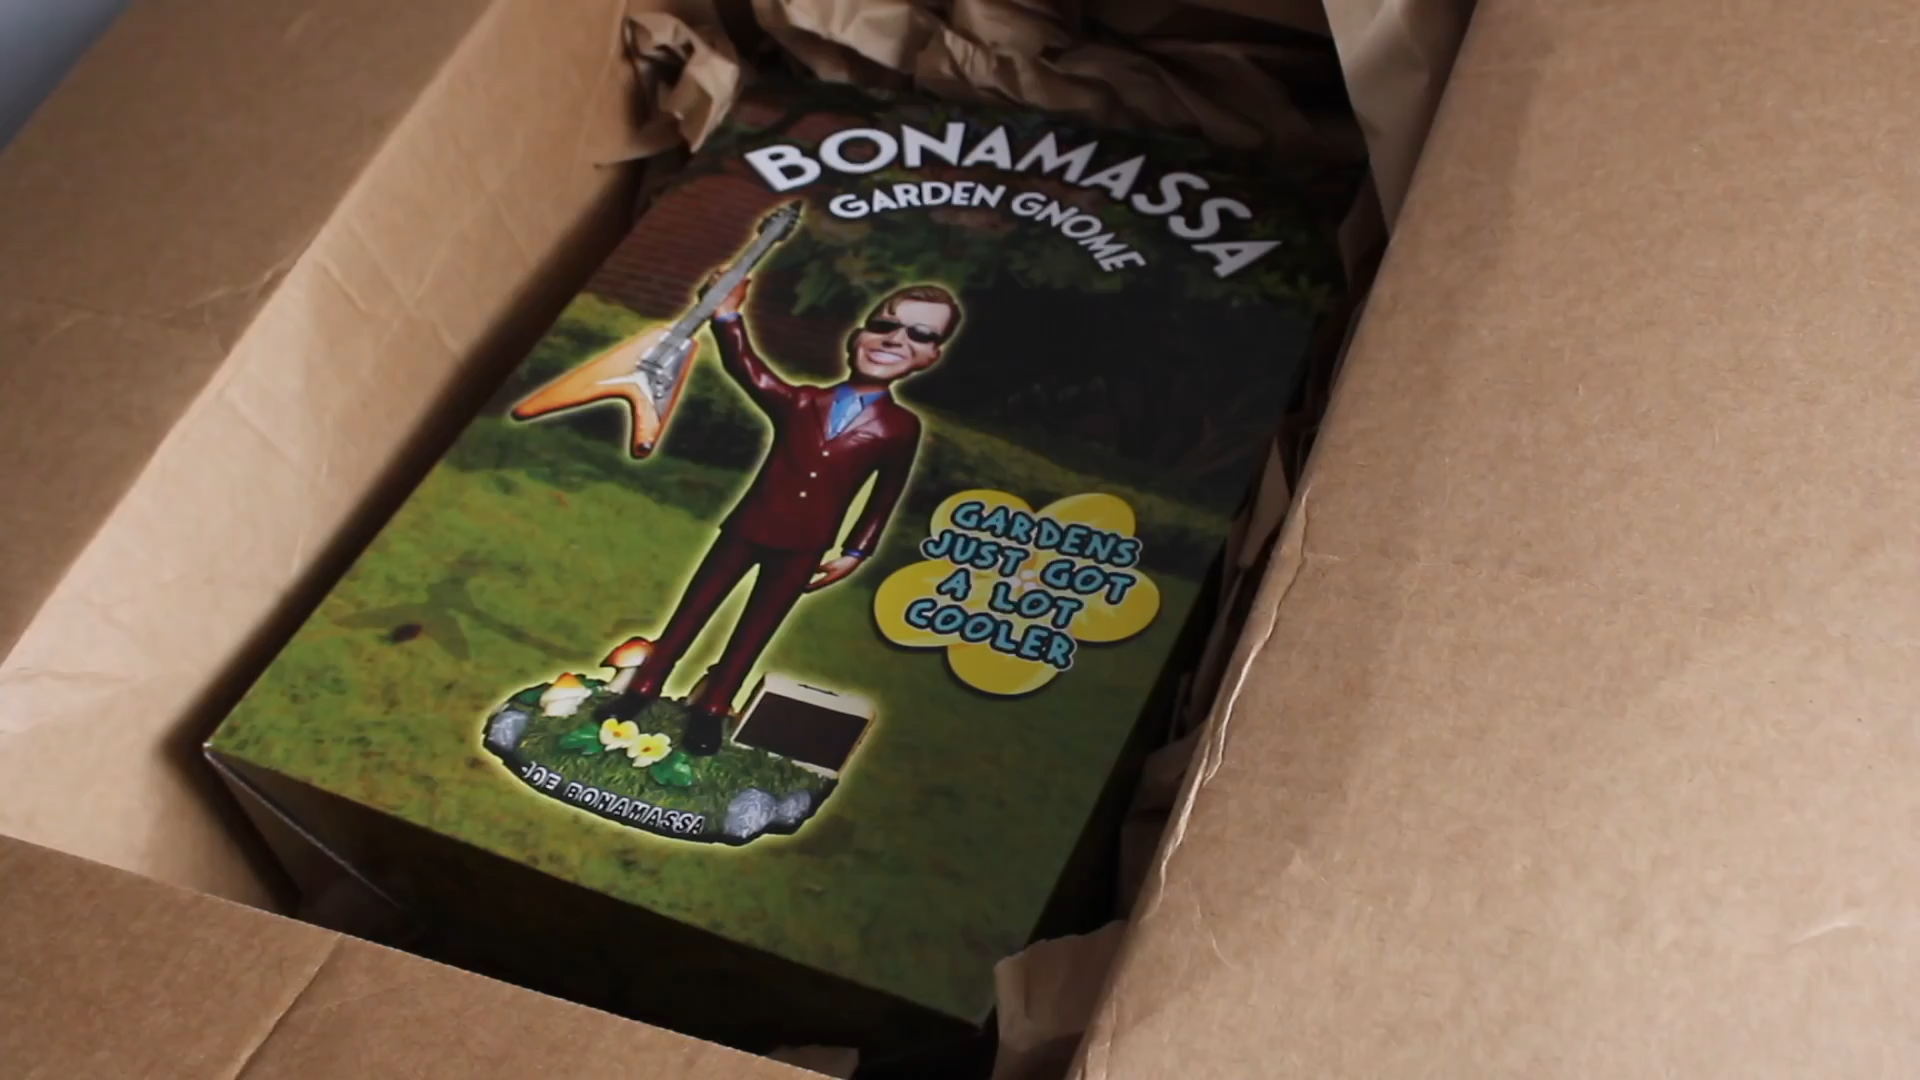 BONAMASSA
GARDEN GNOME
GARDENS
JUST GOT
A LOT
COOLER
JOE BONAMASSA